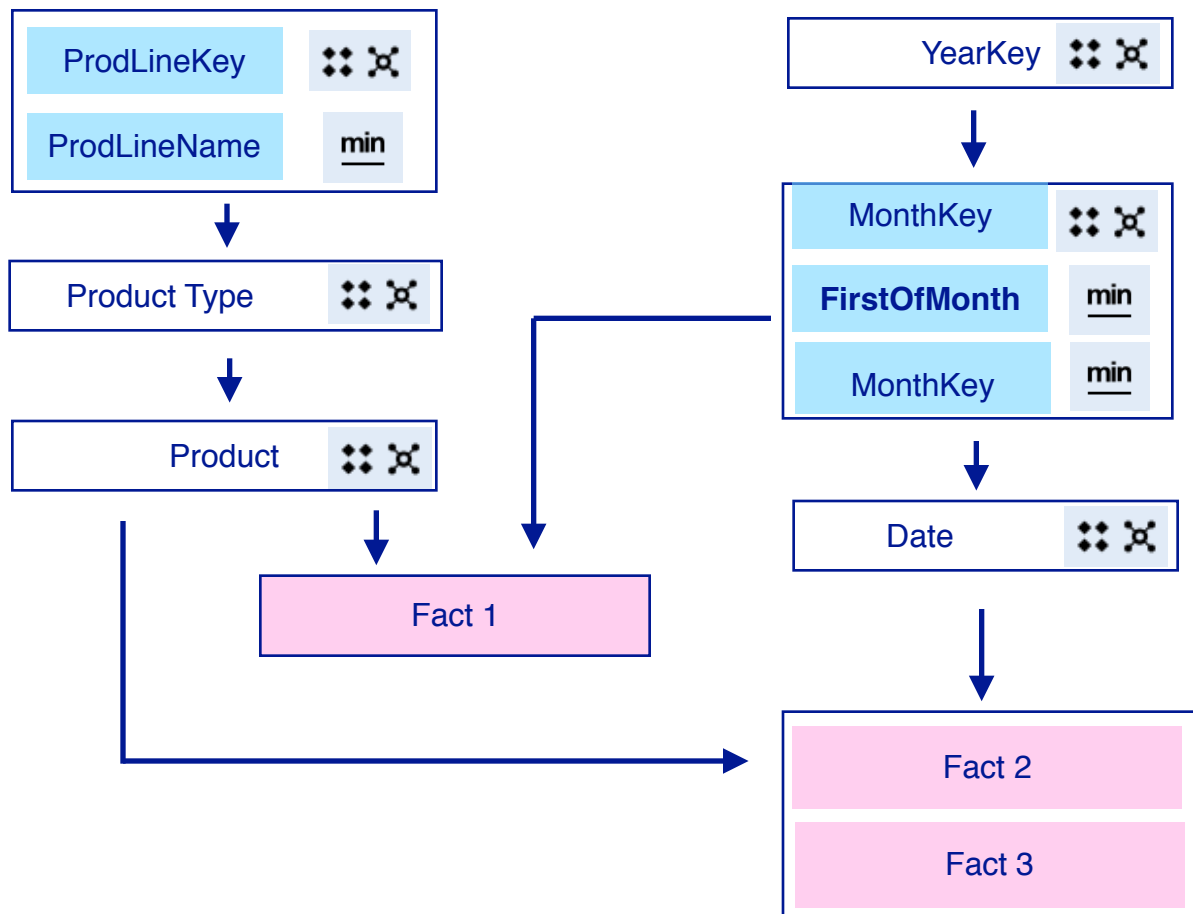 ProdLineKey
ProdLineName
min
Product Type
Product
YearKey
MonthKey
FirstOfMonth
min
MonthKey
min
Date
Fact 1
Fact 2
Fact 3